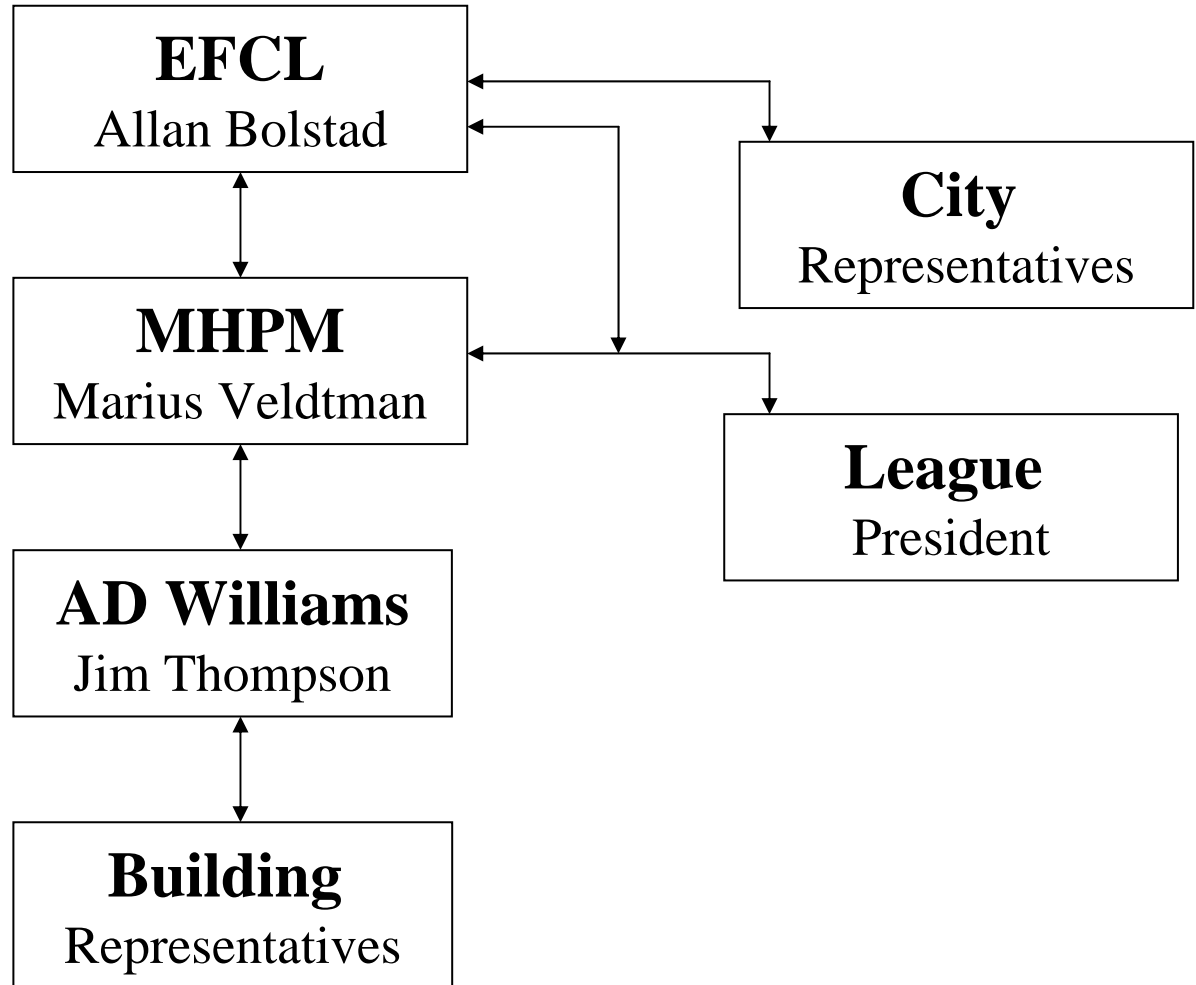 EFCL
Allan Bolstad
City
Representatives
MHPM
Marius Veldtman
League
President
AD Williams
Jim Thompson
Building
Representatives